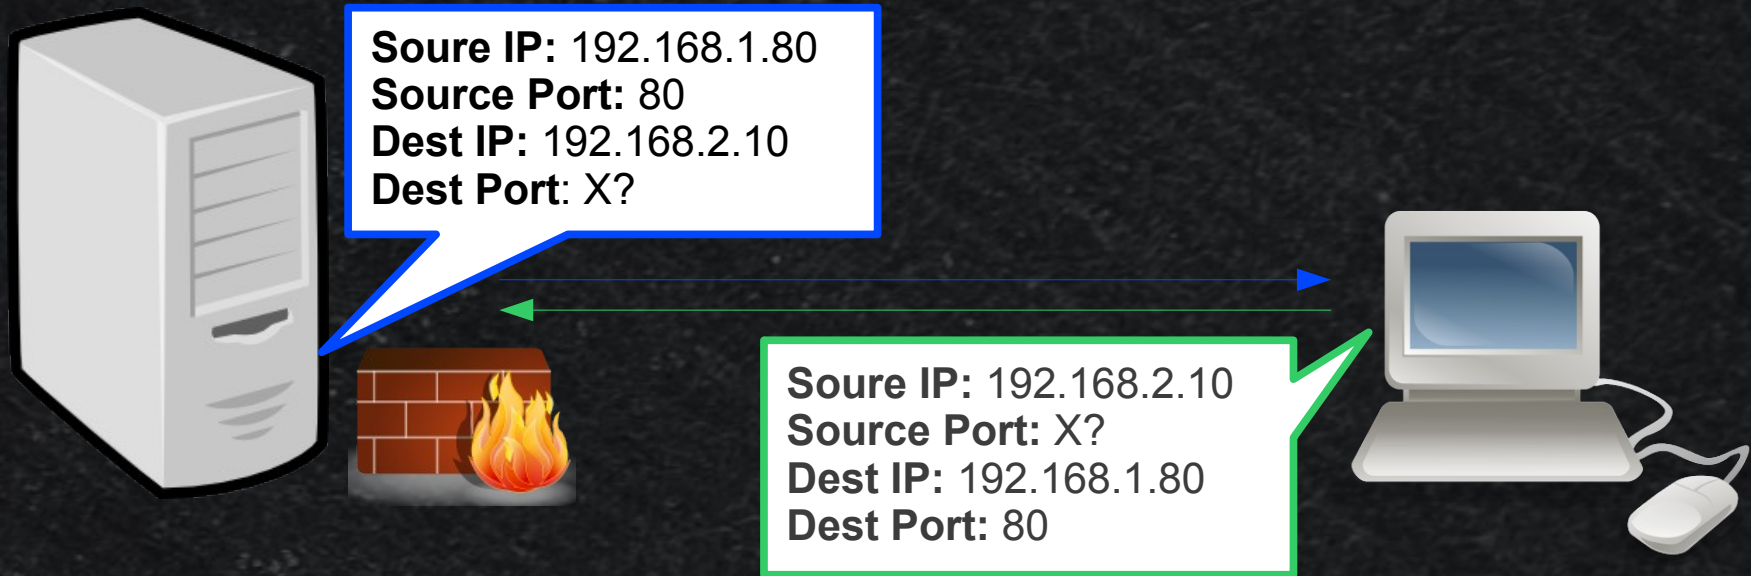 Soure IP: 192.168.1.80
Source Port: 80
Dest IP: 192.168.2.10
Dest Port: X?
Soure IP: 192.168.2.10
Source Port: X?
Dest IP: 192.168.1.80
Dest Port: 80